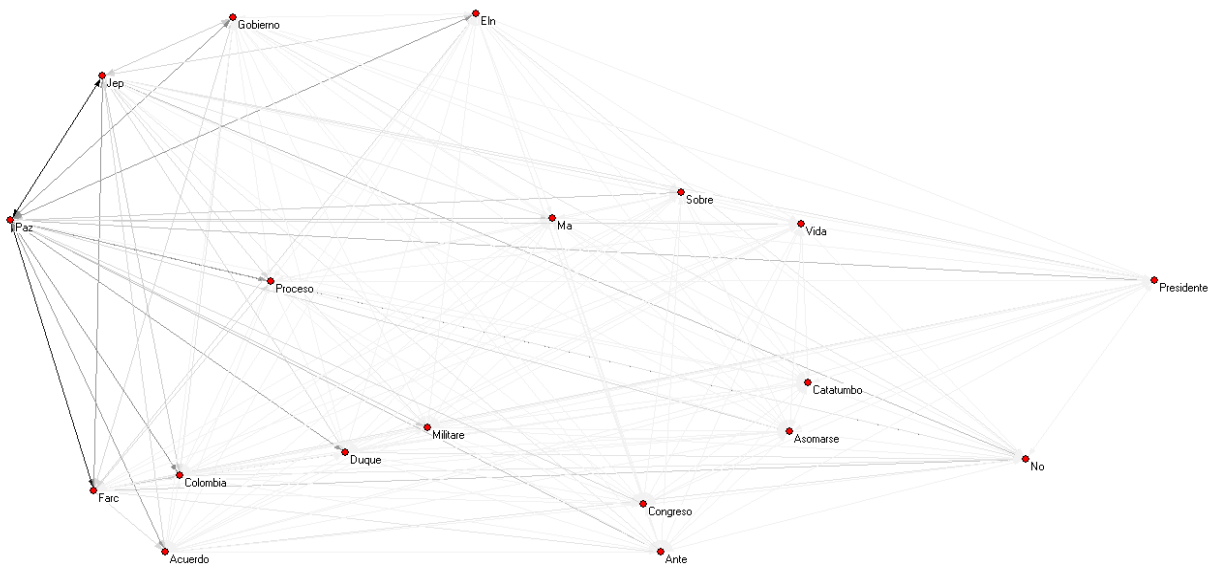 Gobierno
Eln
Jep
Sobre
Paz
Ma
Vida
Proceso
Presidente
Catatumbo
Militare
Asomarse
Duque
No
Colombia
Farc
Congreso
Acuerdo
Ante